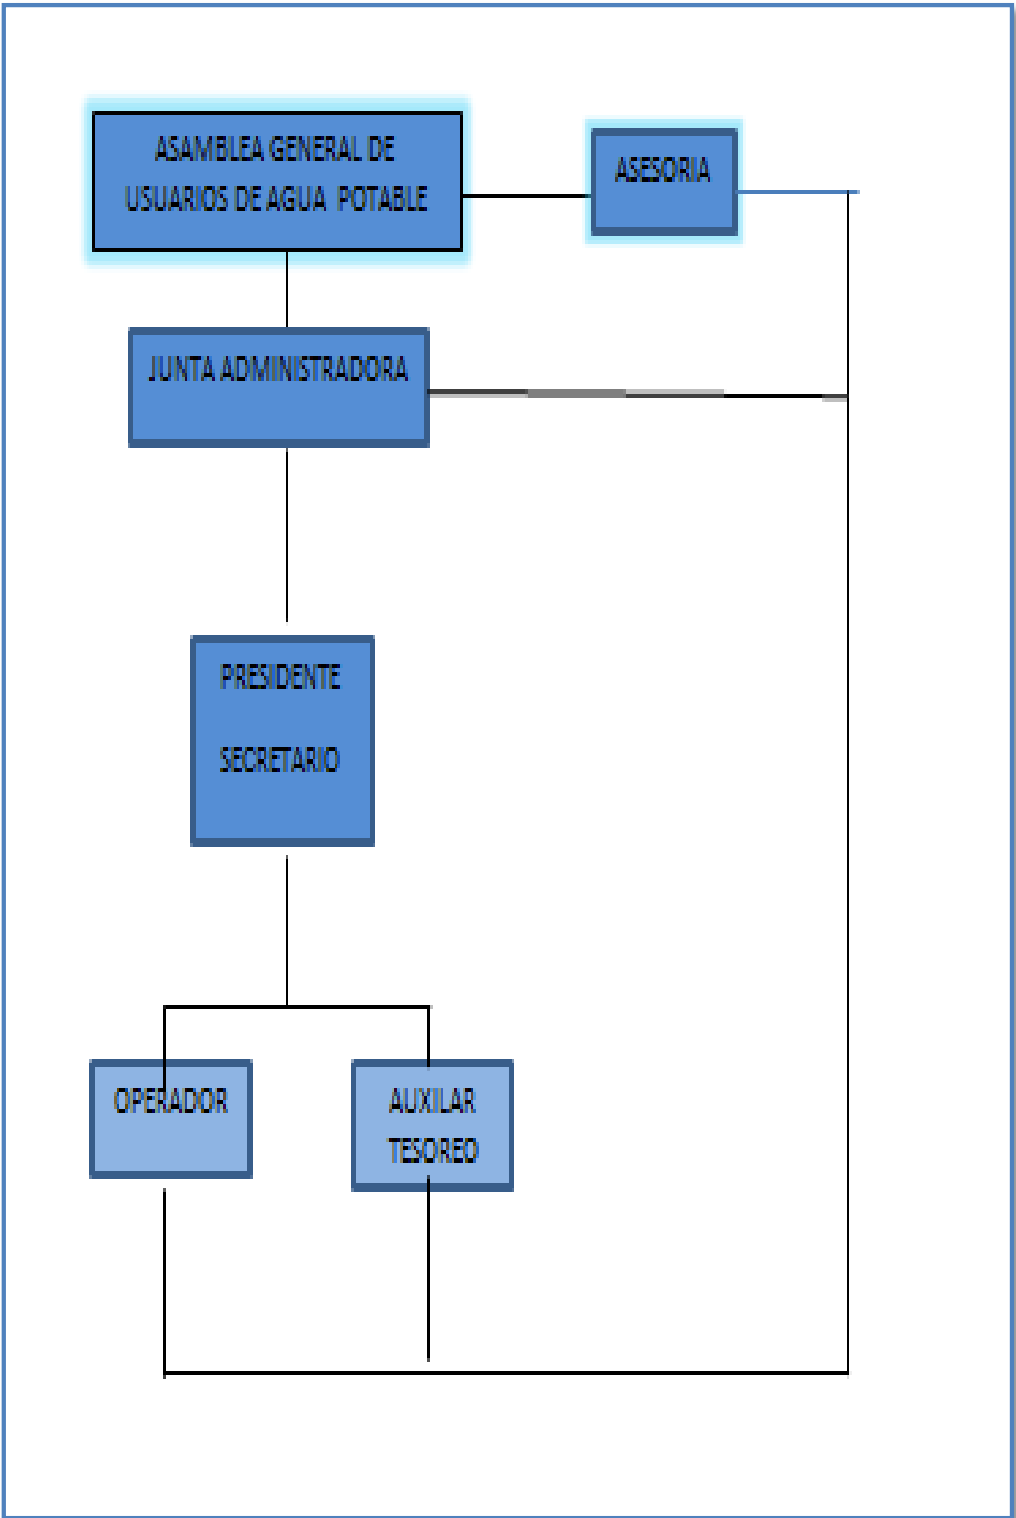 ASAMBLEA GENERAL DE
USUARIOS DE AGUA POTABLE
ASESORIA
JUNTA ADMINISTRADORA
PRESIDENTE
SECRETARIO
OPERADOR
AUXILAR
TESOREO